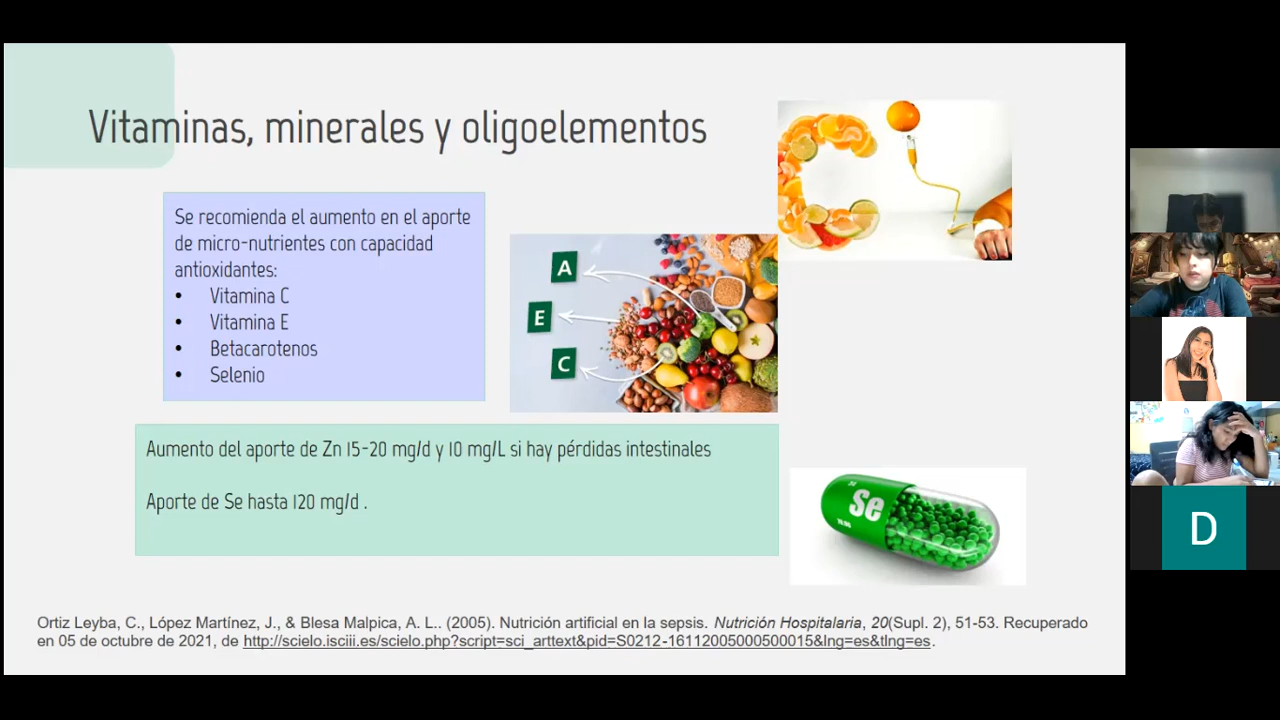 Vitaminas, minerales y oligoelementos
Se recomienda el aumento en el aporte
de micro-nutrientes con capacidad
antioxidantes:
• Vitamina C
• Vitamina E
• Betacarotenos
• Selenio
A
E
C
Aumento del aporte de Zn 15-20 mg/d y 10 mg/L si hay pérdidas intestinales
Aporte de Se hasta 120 mg/d .
Se
Ortiz Leyba, C., López Martínez, J., & Blesa Malpica, A. L.. (2005). Nutrición artificial en la sepsis. Nutrición Hospitalaria, 20(Supl. 2), 51-53. Recuperado
en 05 de octubre de 2021, de http://scielo.isciii.es/scielo.php?script=sci_arttext&pid=S0212-16112005000500015&lng=es&tlng=es.
D